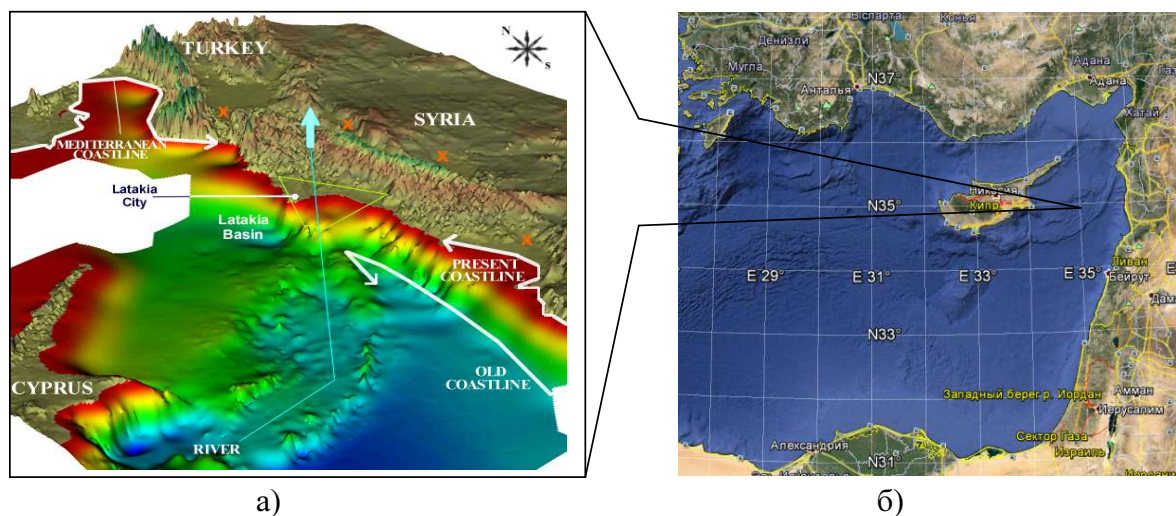 TURKEY
N
S
SYRIA
MEDITERRANEAN
COASTLINE
Latakia
City
Latakia
Basin
PRESENT
COASTLINE
OLD
COASTLINE
CYPRUS
RIVER
а)
Ыспарта
Конья
Денизли
Адана
Газ
Мугла
N37°
Анталья
Адана
Хатай
Никосия
N35°
Кипр
Ливан
E 29°
E 31°
E 33°
E 35°
Бейрут
Дам
N33°
Западный берег р. Иордан
Амман
Иерусалим
Сектор Газа
Александрия
Израиль
N31°
б)